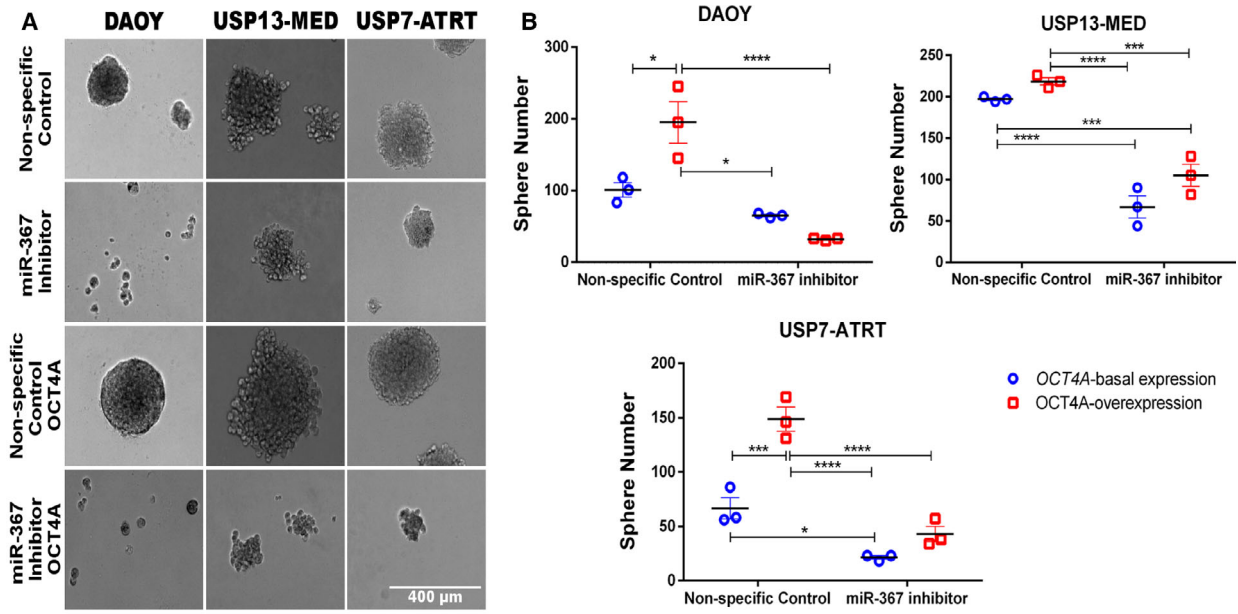 A
DAOY
USP13-MED
USP7-ATRT
Non-specific
Control
miR-367
Inhibitor
Non-specific
Control
OCT4A
miR-367
Inhibitor
OCT4A
400 µm
B
DAOY
Sphere Number
300
200
100
0
*
****
*
Non-specific Control
miR-367 inhibitor
USP13-MED
Sphere Number
250
200
150
100
50
0
***
****
***
****
Non-specific Control
miR-367 inhibitor
USP7-ATRT
Sphere Number
200
150
100
50
0
***
****
****
*
Non-specific Control
miR-367 inhibitor
OCT4A-basal expression
OCT4A-overexpression